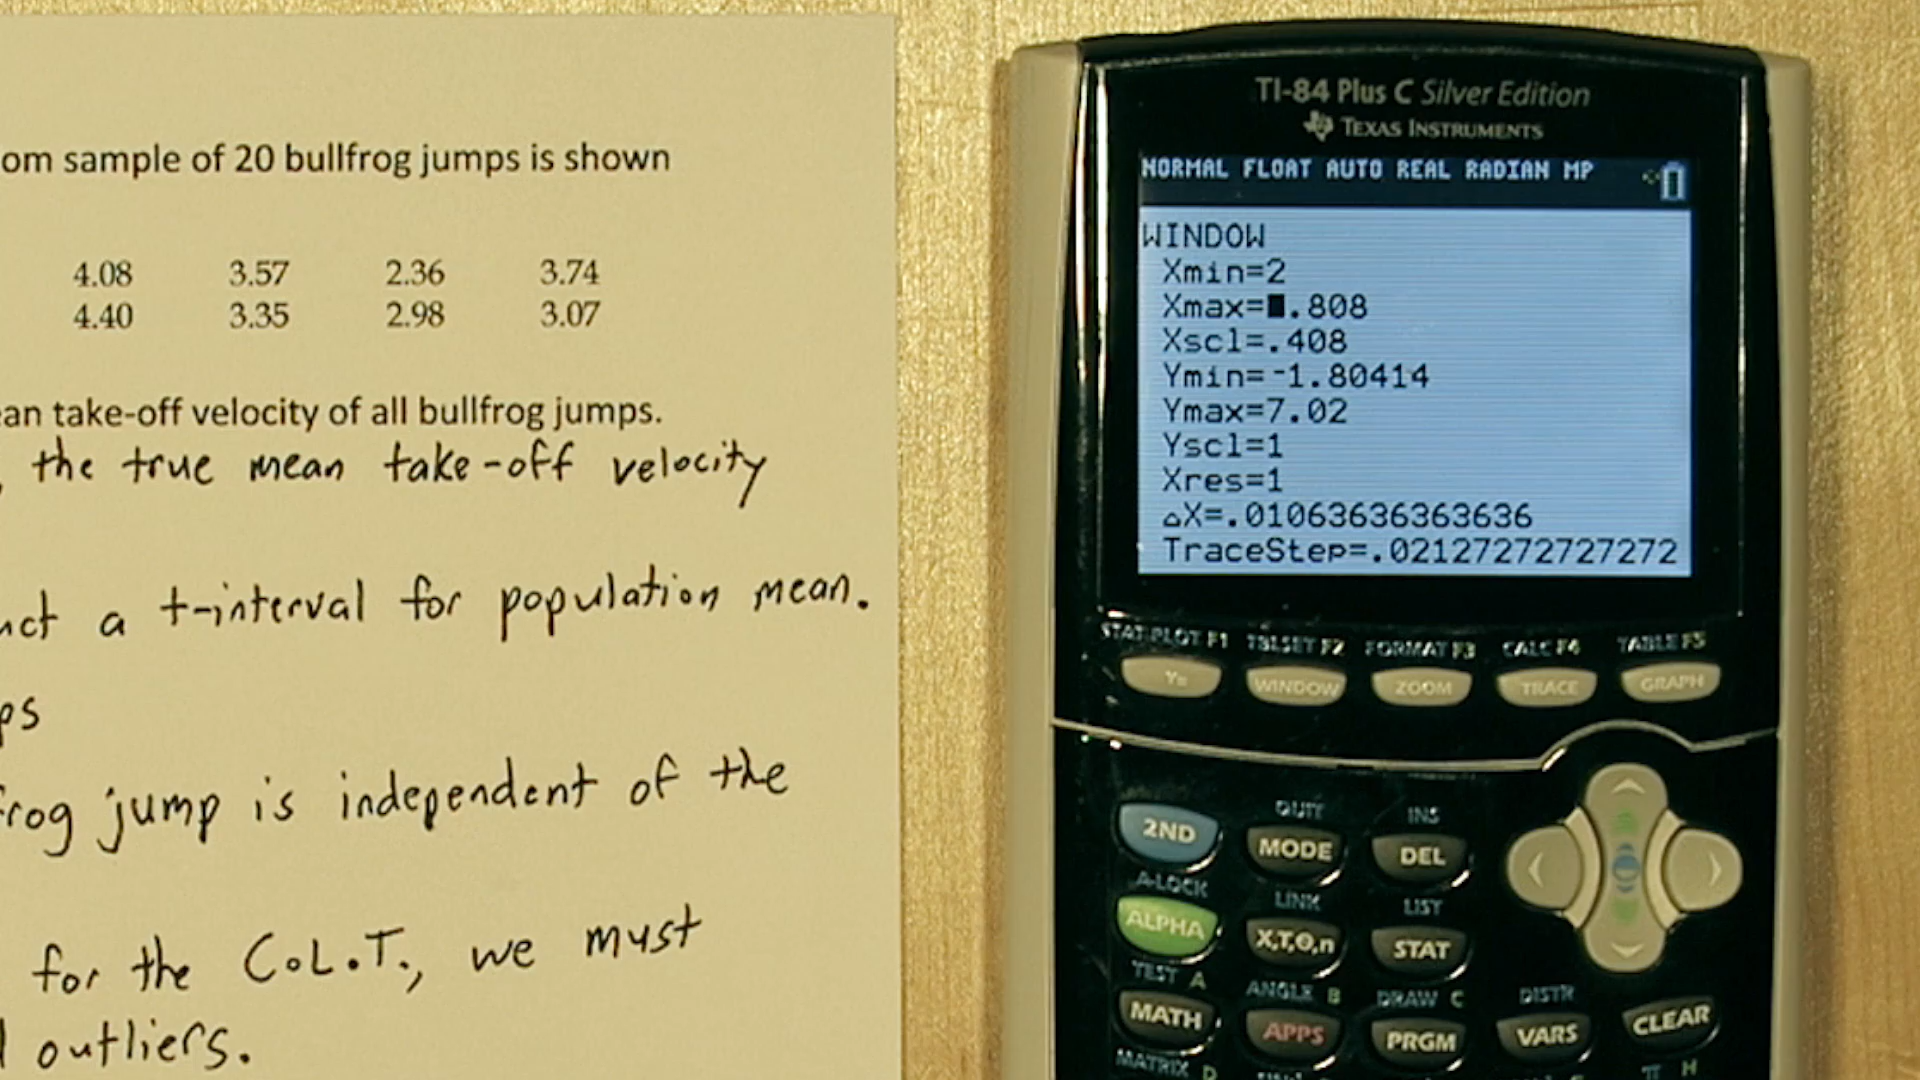 om sample of 20 bullfrog jumps is shown
4.08 3.57 2.36 3.74
4.40 3.35 2.98 3.07
ean take-off velocity of all bullfrog jumps.
, the true mean take-off velocity
uct a t-interval for population mean.
ps
frog jump is independent of the
for the C.L.T., we must
d outliers.
TI-84 Plus C Silver Edition
TEXAS INSTRUMENTS
NORMAL FLOAT AUTO REAL RADIAN MP
WINDOW
Xmin=2
Xmax=.808
Xscl=.408
Ymin=-1.80414
Ymax=7.02
Yscl=1
Xres=1
△X=.01063636363636
TraceStep=.02127272727272
STAT PLOT F1 TBLSET F2 FORMAT F3 CALC F4 TABLE F5
Y= WINDOW ZOOM TRACE GRAPH
QUIT INS
2ND MODE DEL
A-LOCK LINK LIST
ALPHA X,T,Θ,n STAT
TEST A ANGLE B DRAW C DISTR
MATH APPS PRGM VARS CLEAR
MATRIX D π H